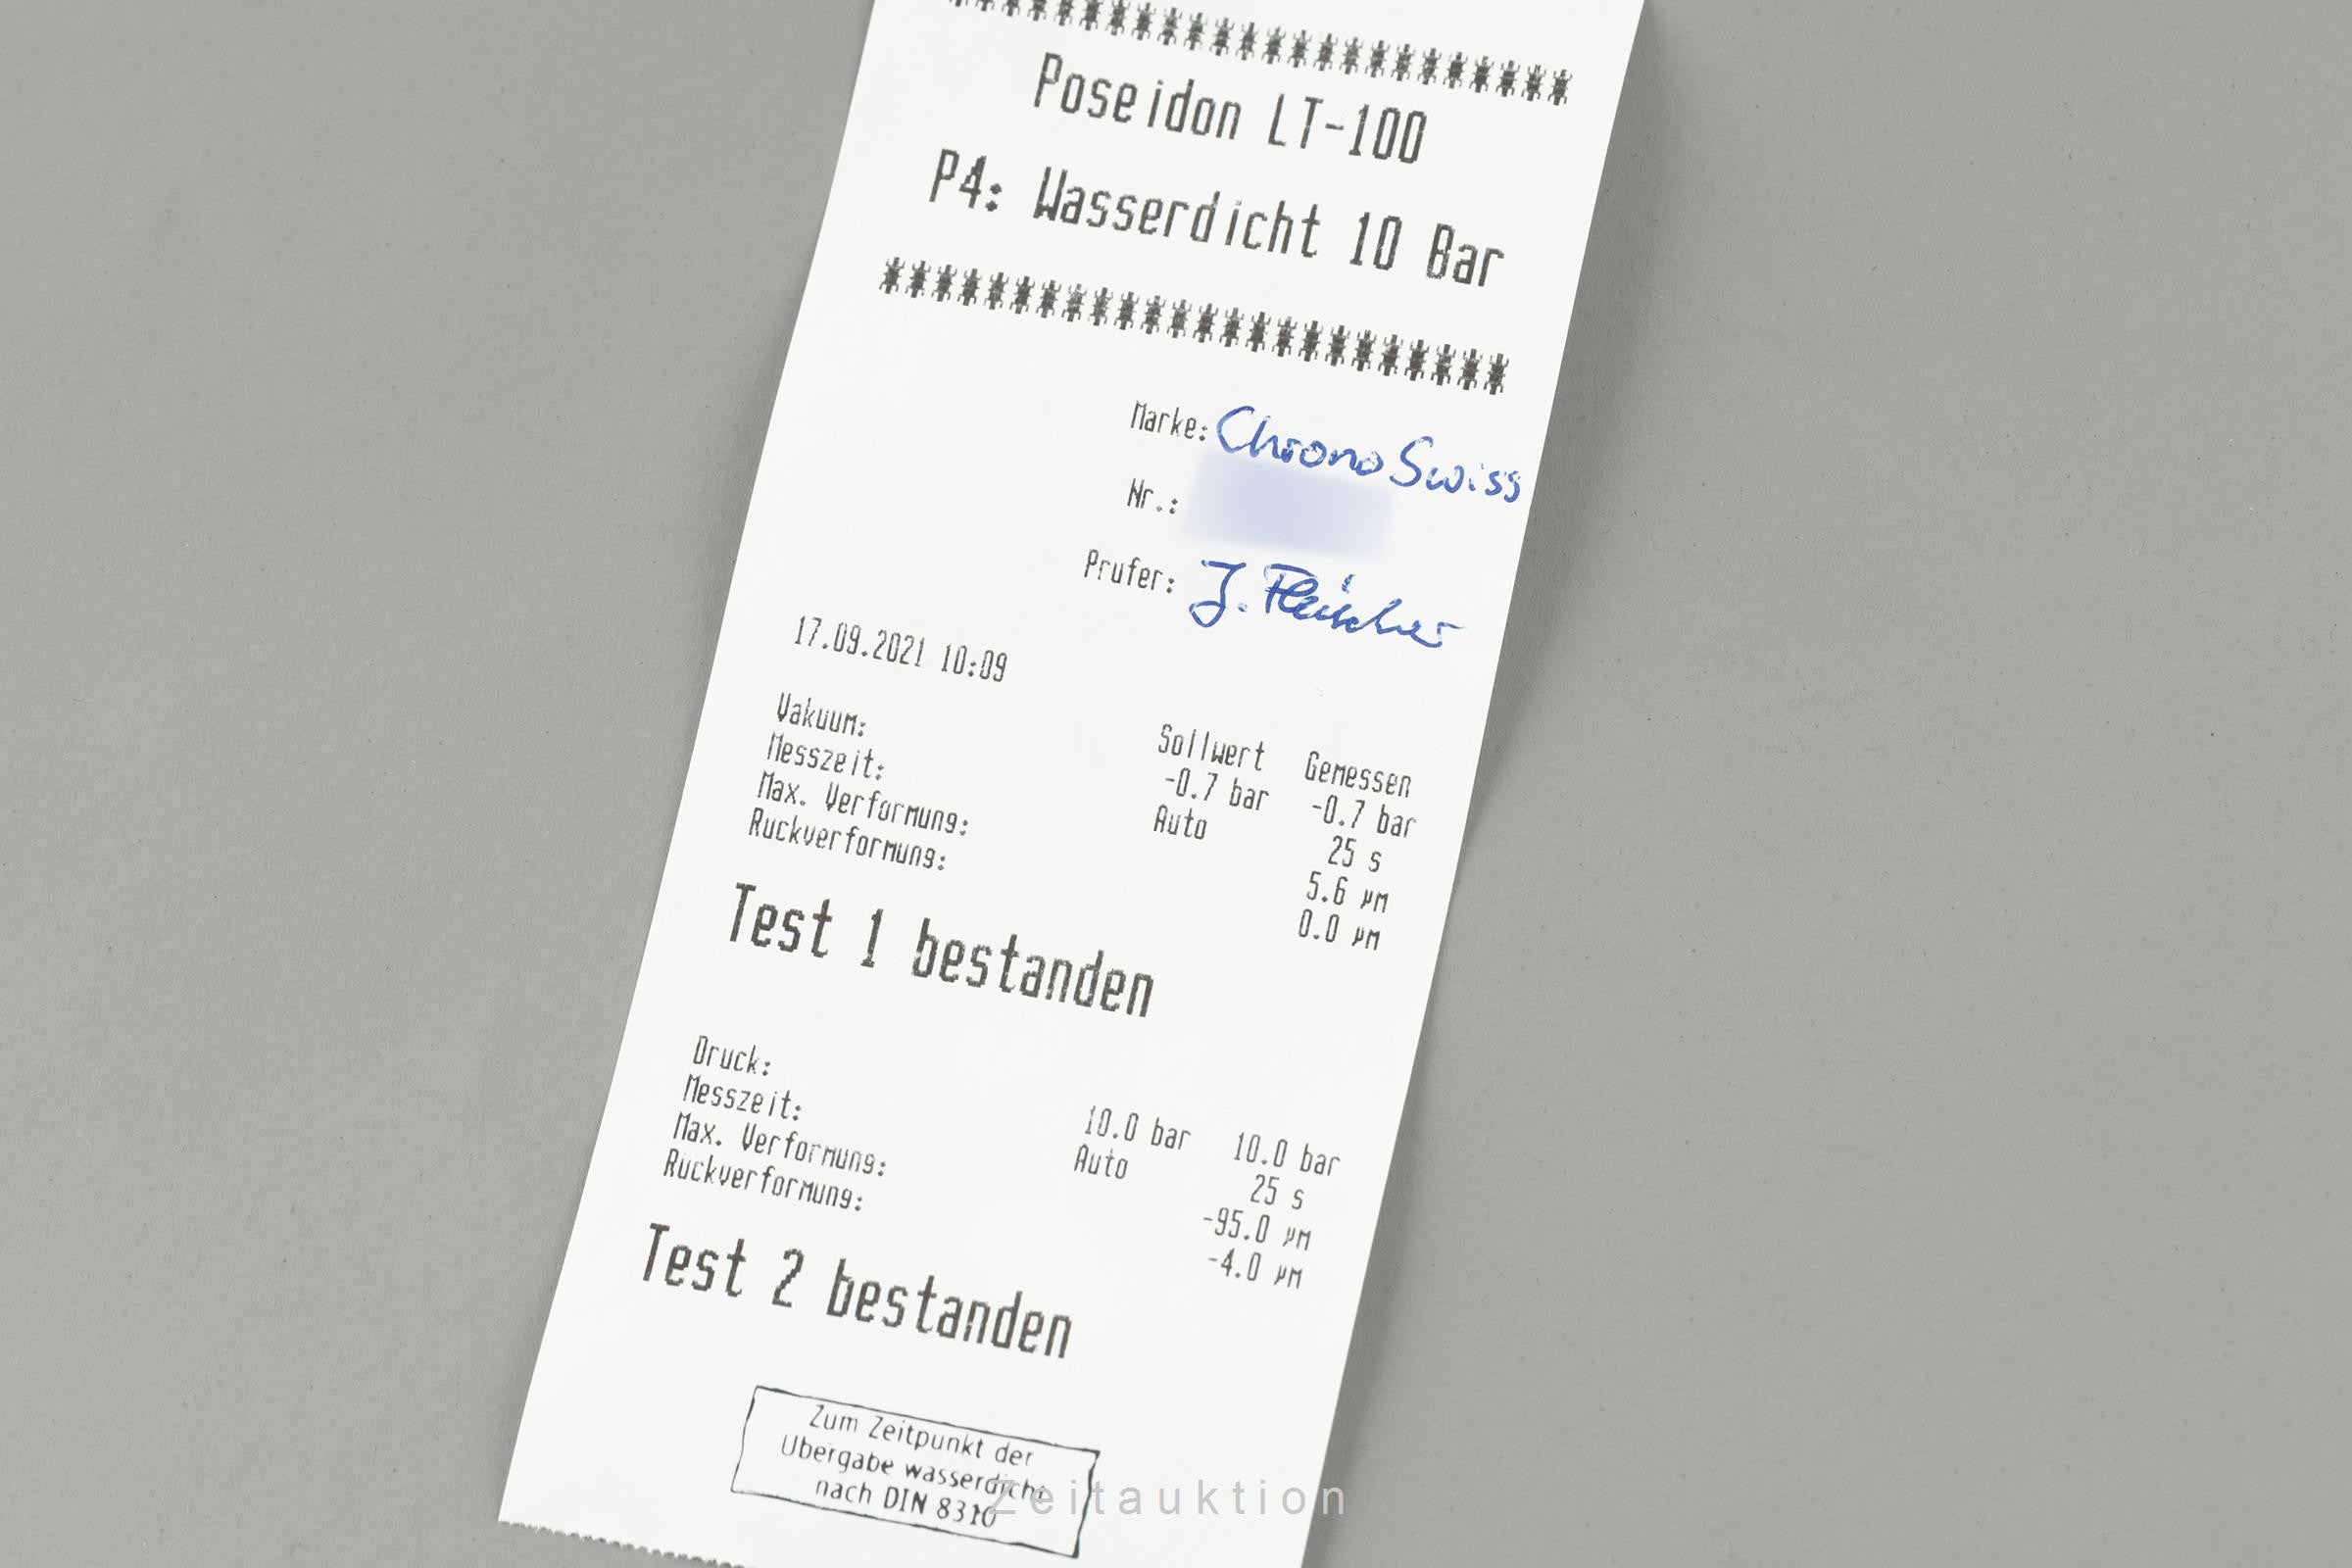 Poseidon LT-100
P4: Wasserdicht 10 Bar
Marke: Chrono Swiss
Nr.:
Prufer: J. Fleischer
17.09.2021 10:09
Sollwert Gemessen
Vakuum: -0.7 bar -0.7 bar
Messzeit: Auto 25 s
Max. Verformung: 5.6 µm
Ruckverformung: 0.0 µm
Test 1 bestanden
Druck: 10.0 bar 10.0 bar
Messzeit: Auto 25 s
Max. Verformung: -95.0 µm
Ruckverformung: -4.0 µm
Test 2 bestanden
Zum Zeitpunkt der
Übergabe wasserdicht
nach DIN 8310
Zeitauktion